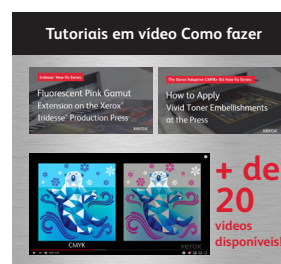 Tutoriais em vídeo Como fazer
Iridesse® How-To Series
Fluorescent Pink Gamut
Extension on the Xerox®
Iridesse® Production Press
xerox
The Xerox Adaptive CMYK+ Kit How-To Series
How to Apply
Vivid Toner Embellishments
at the Press
xerox
+ de
20
vídeos
disponíveis!
CMYK
xerox